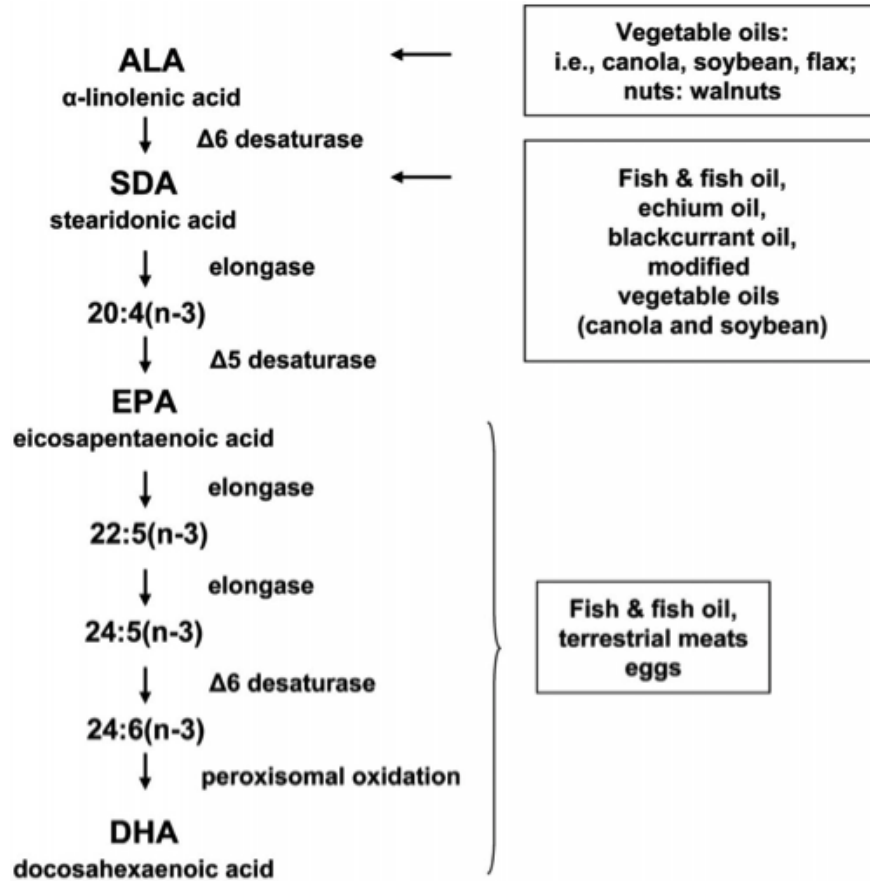 ALA
α-linolenic acid
Δ6 desaturase
SDA
stearidonic acid
elongase
20:4(n-3)
Δ5 desaturase
EPA
eicosapentaenoic acid
elongase
22:5(n-3)
elongase
24:5(n-3)
Δ6 desaturase
24:6(n-3)
peroxisomal oxidation
DHA
docosahexaenoic acid
Vegetable oils:
i.e., canola, soybean, flax;
nuts: walnuts
Fish & fish oil,
echium oil,
blackcurrant oil,
modified
vegetable oils
(canola and soybean)
Fish & fish oil,
terrestrial meats
eggs